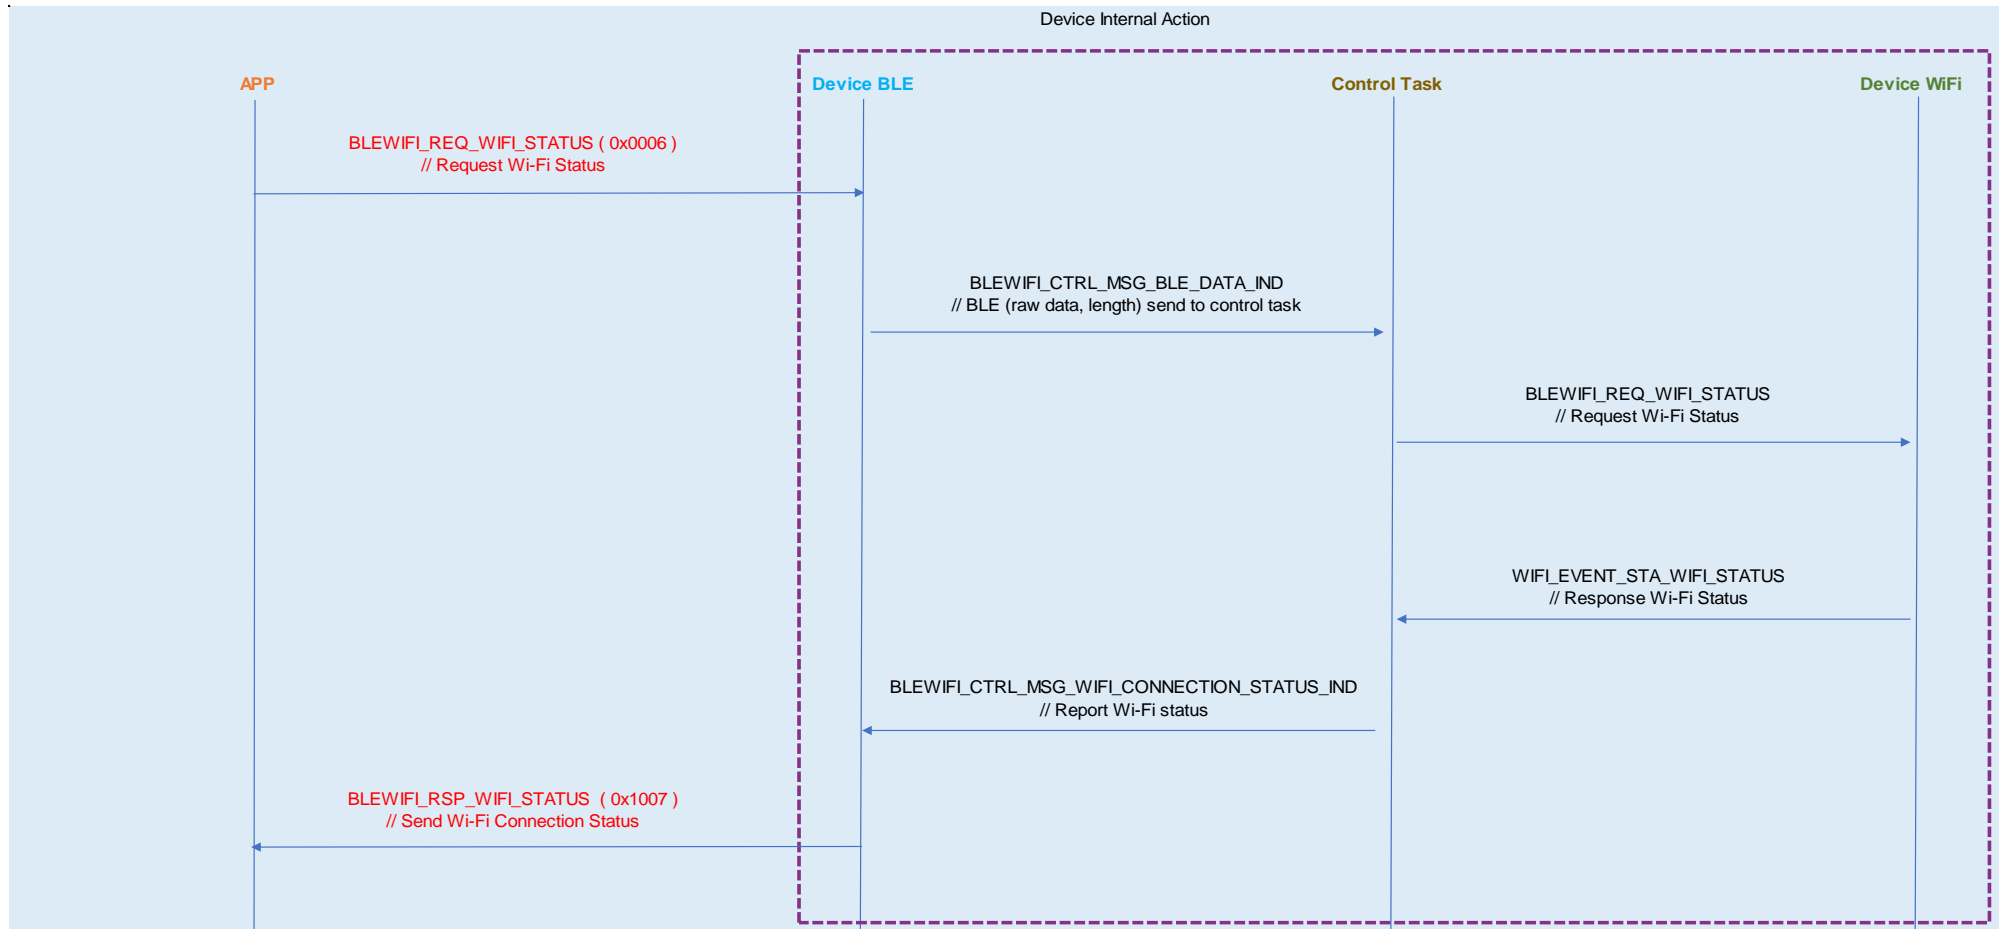 Device Internal Action
APP
Device BLE
Control Task
Device WiFi
BLEWIFI_REQ_WIFI_STATUS ( 0x0006 )
// Request Wi-Fi Status
BLEWIFI_CTRL_MSG_BLE_DATA_IND
// BLE (raw data, length) send to control task
BLEWIFI_REQ_WIFI_STATUS
// Request Wi-Fi Status
WIFI_EVENT_STA_WIFI_STATUS
// Response Wi-Fi Status
BLEWIFI_CTRL_MSG_WIFI_CONNECTION_STATUS_IND
// Report Wi-Fi status
BLEWIFI_RSP_WIFI_STATUS ( 0x1007 )
// Send Wi-Fi Connection Status